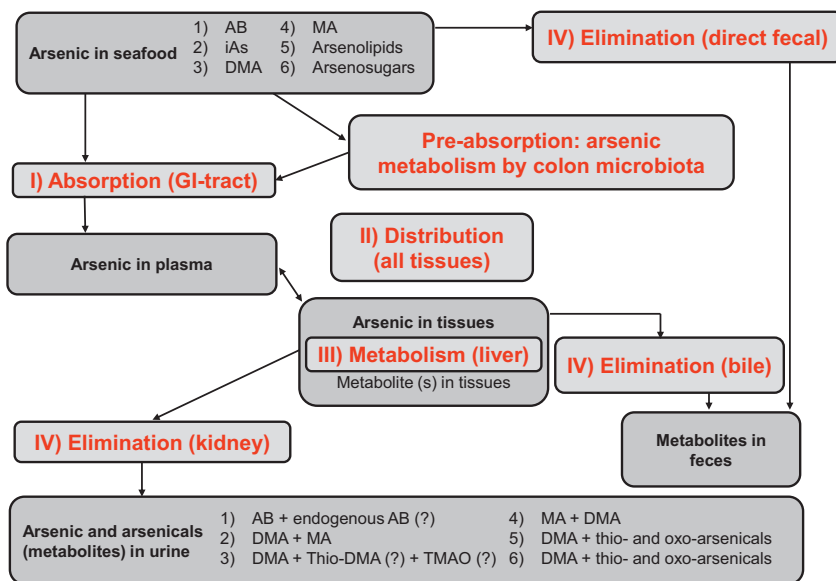 Arsenic in seafood
1) AB
2) iAs
3) DMA
4) MA
5) Arsenolipids
6) Arsenosugars
IV) Elimination (direct fecal)
Pre-absorption: arsenic
metabolism by colon microbiota
I) Absorption (GI-tract)
II) Distribution
(all tissues)
Arsenic in plasma
Arsenic in tissues
III) Metabolism (liver)
Metabolite (s) in tissues
IV) Elimination (bile)
IV) Elimination (kidney)
Metabolites in
feces
Arsenic and arsenicals
(metabolites) in urine
1) AB + endogenous AB (?)
2) DMA + MA
3) DMA + Thio-DMA (?) + TMAO (?)
4) MA + DMA
5) DMA + thio- and oxo-arsenicals
6) DMA + thio- and oxo-arsenicals